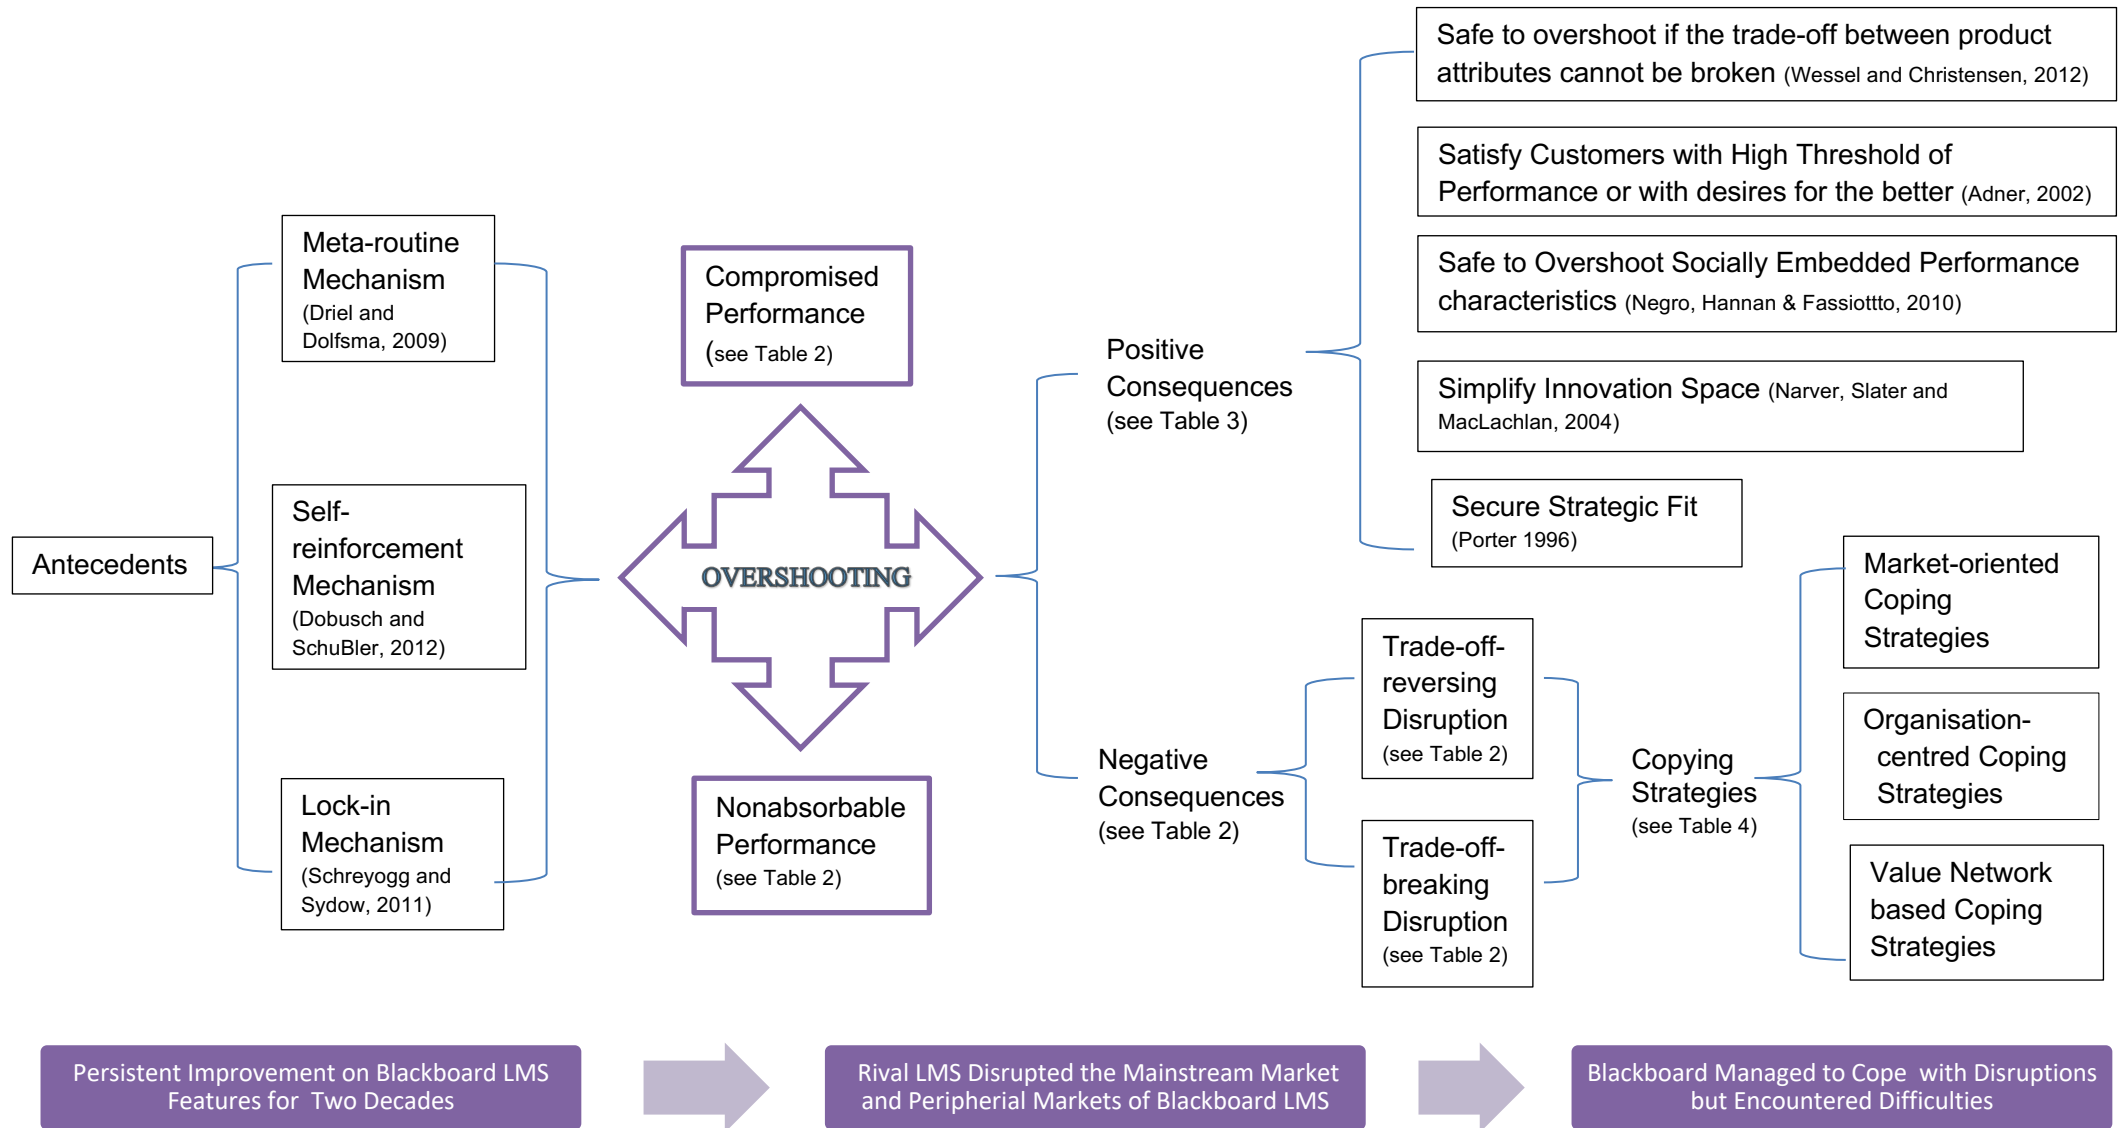 Antecedents
Meta-routine
Mechanism
(Driel and
Dolfsma, 2009)
Self-
reinforcement
Mechanism
(Dobusch and
SchuBler, 2012)
Lock-in
Mechanism
(Schreyogg and
Sydow, 2011)
Compromised
Performance
(see Table 2)
OVERSHOOTING
Nonabsorbable
Performance
(see Table 2)
Positive
Consequences
(see Table 3)
Safe to overshoot if the trade-off between product
attributes cannot be broken (Wessel and Christensen, 2012)
Satisfy Customers with High Threshold of
Performance or with desires for the better (Adner, 2002)
Safe to Overshoot Socially Embedded Performance
characteristics (Negro, Hannan & Fassiottto, 2010)
Simplify Innovation Space (Narver, Slater and
MacLachlan, 2004)
Secure Strategic Fit
(Porter 1996)
Negative
Consequences
(see Table 2)
Trade-off-
reversing
Disruption
(see Table 2)
Trade-off-
breaking
Disruption
(see Table 2)
Copying
Strategies
(see Table 4)
Market-oriented
Coping
Strategies
Organisation-
centred Coping
Strategies
Value Network
based Coping
Strategies
Persistent Improvement on Blackboard LMS
Features for Two Decades
Rival LMS Disrupted the Mainstream Market
and Peripherial Markets of Blackboard LMS
Blackboard Managed to Cope with Disruptions
but Encountered Difficulties